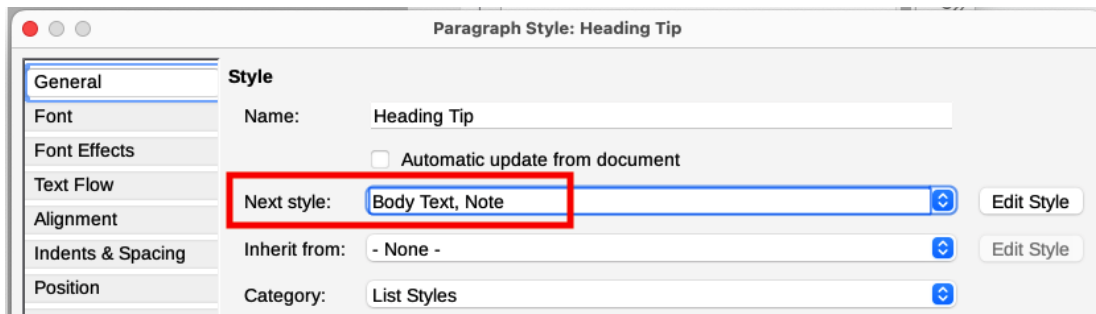 Paragraph Style: Heading Tip
General
Font
Font Effects
Text Flow
Alignment
Indents & Spacing
Position
Style
Name: Heading Tip
Automatic update from document
Next style: Body Text, Note Edit Style
Inherit from: - None - Edit Style
Category: List Styles